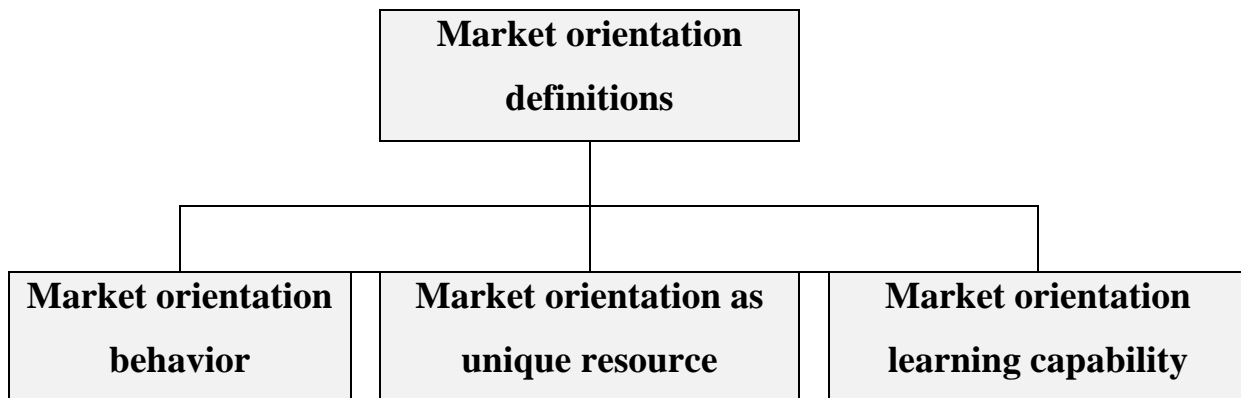 Market orientation
definitions
Market orientation
behavior
Market orientation as
unique resource
Market orientation
learning capability